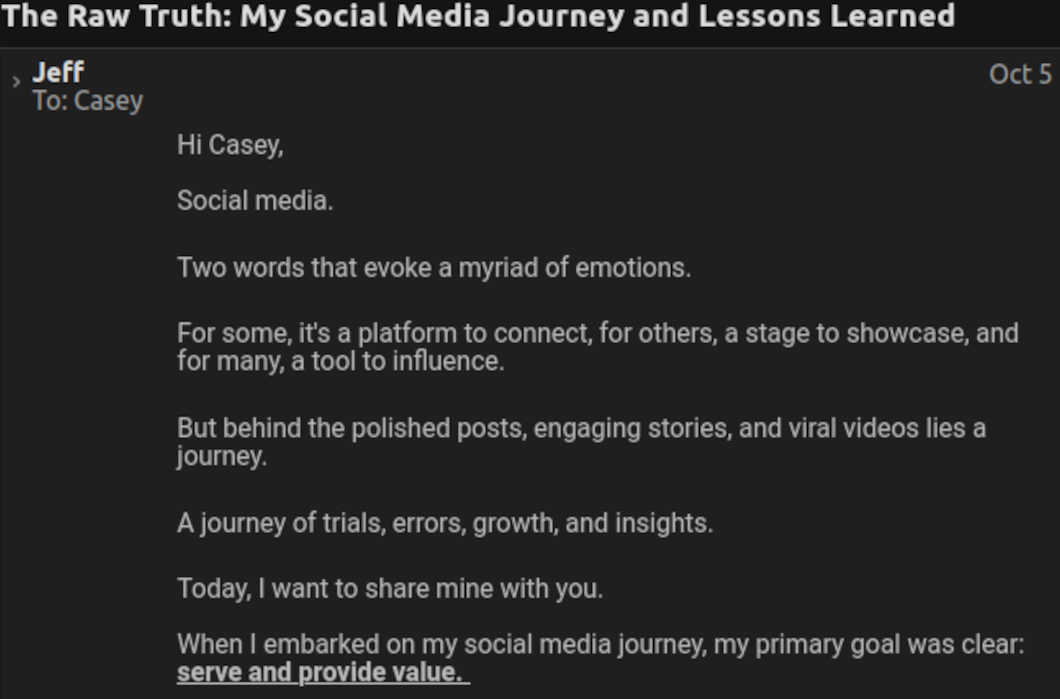 The Raw Truth: My Social Media Journey and Lessons Learned
Jeff
Oct 5
To: Casey
Hi Casey,
Social media.
Two words that evoke a myriad of emotions.
For some, it's a platform to connect, for others, a stage to showcase, and
for many, a tool to influence.
But behind the polished posts, engaging stories, and viral videos lies a
journey.
A journey of trials, errors, growth, and insights.
Today, I want to share mine with you.
When I embarked on my social media journey, my primary goal was clear:
serve and provide value.